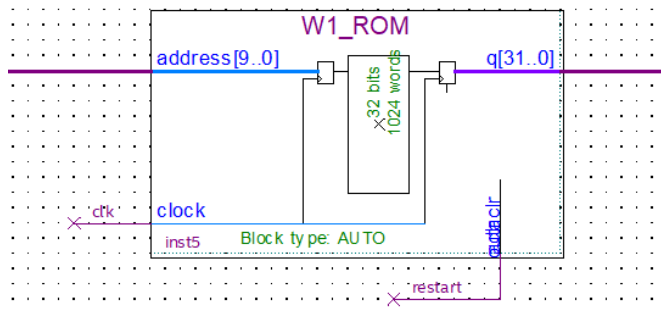 W1_ROM
address[9..0]
q[31..0]
32 bits
1024 words
clk
clock
inst5
Block type: AUTO
restart